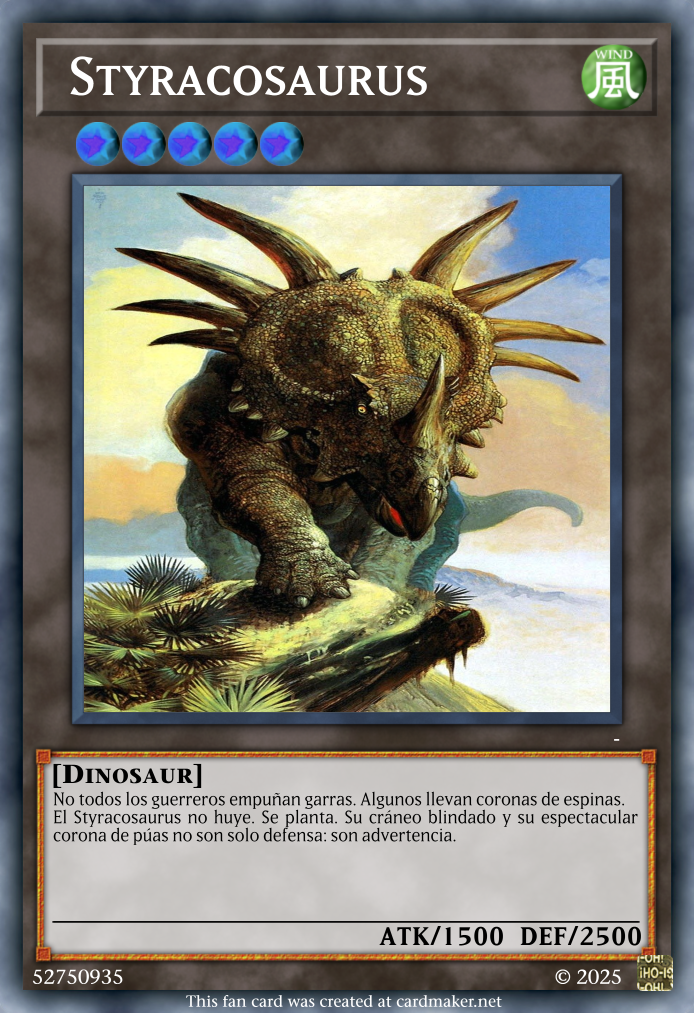 Styracosaurus
WIND
風
-
[Dinosaur]
No todos los guerreros empuñan garras. Algunos llevan coronas de espinas.
El Styracosaurus no huye. Se planta. Su cráneo blindado y su espectacular
corona de púas no son solo defensa: son advertencia.
ATK/1500 DEF/2500
52750935
© 2025
This fan card was created at cardmaker.net